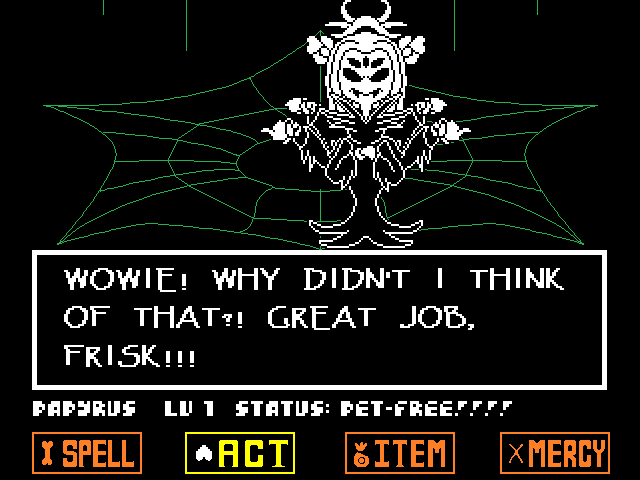 WOWIE! WHY DIDN'T I THINK
OF THAT?! GREAT JOB,
FRISK!!!
PAPYRUS LV 1 STATUS: PET-FREE!!!!
SPELL ACT ITEM MERCY